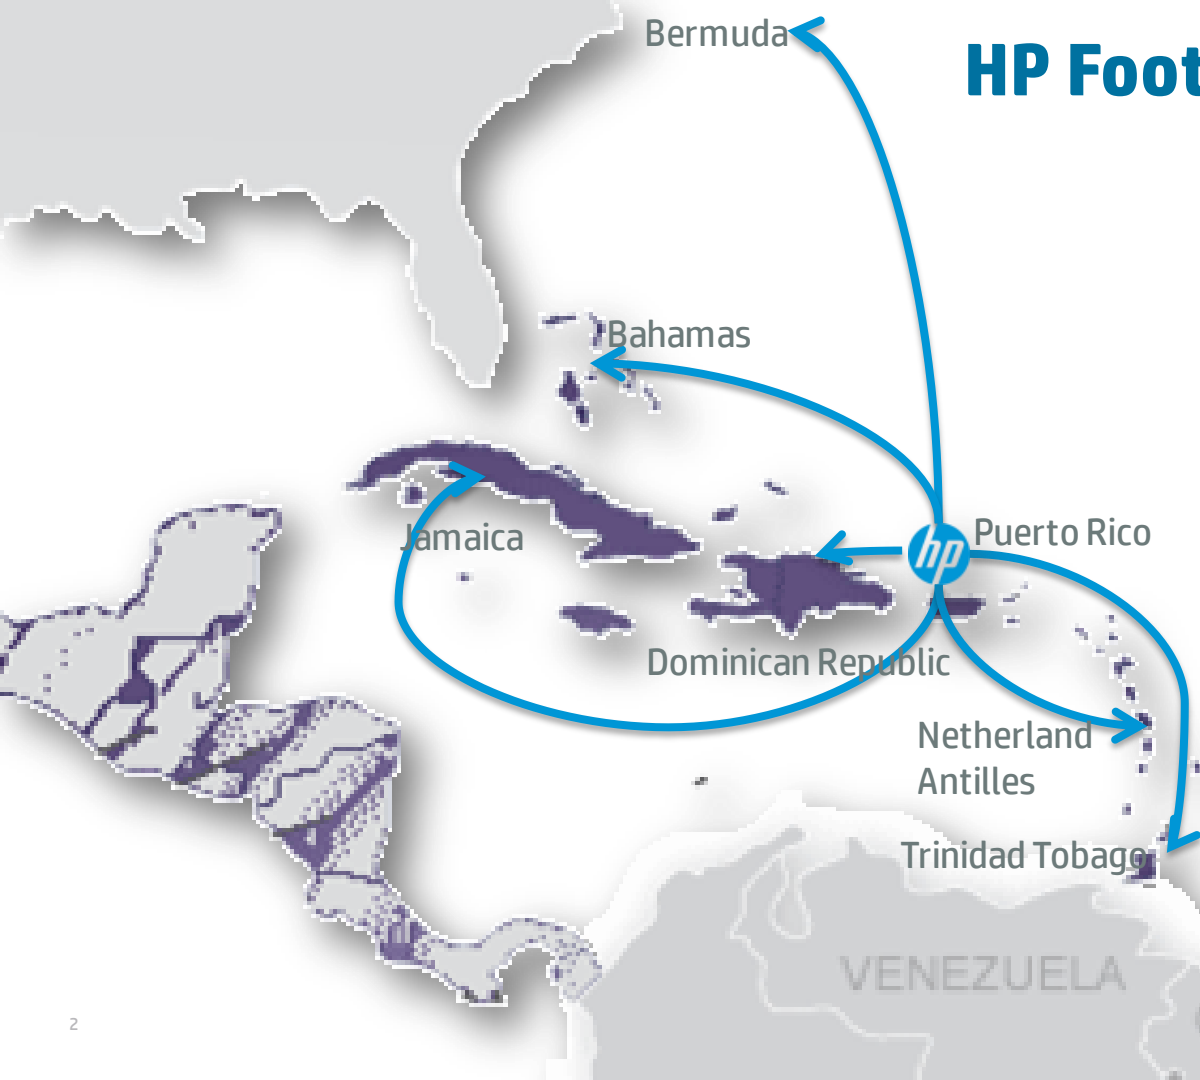 Bermuda
HP Foot
Bahamas
Jamaica
hp
Puerto Rico
Dominican Republic
Netherland
Antilles
Trinidad Tobago
VENEZUELA
2